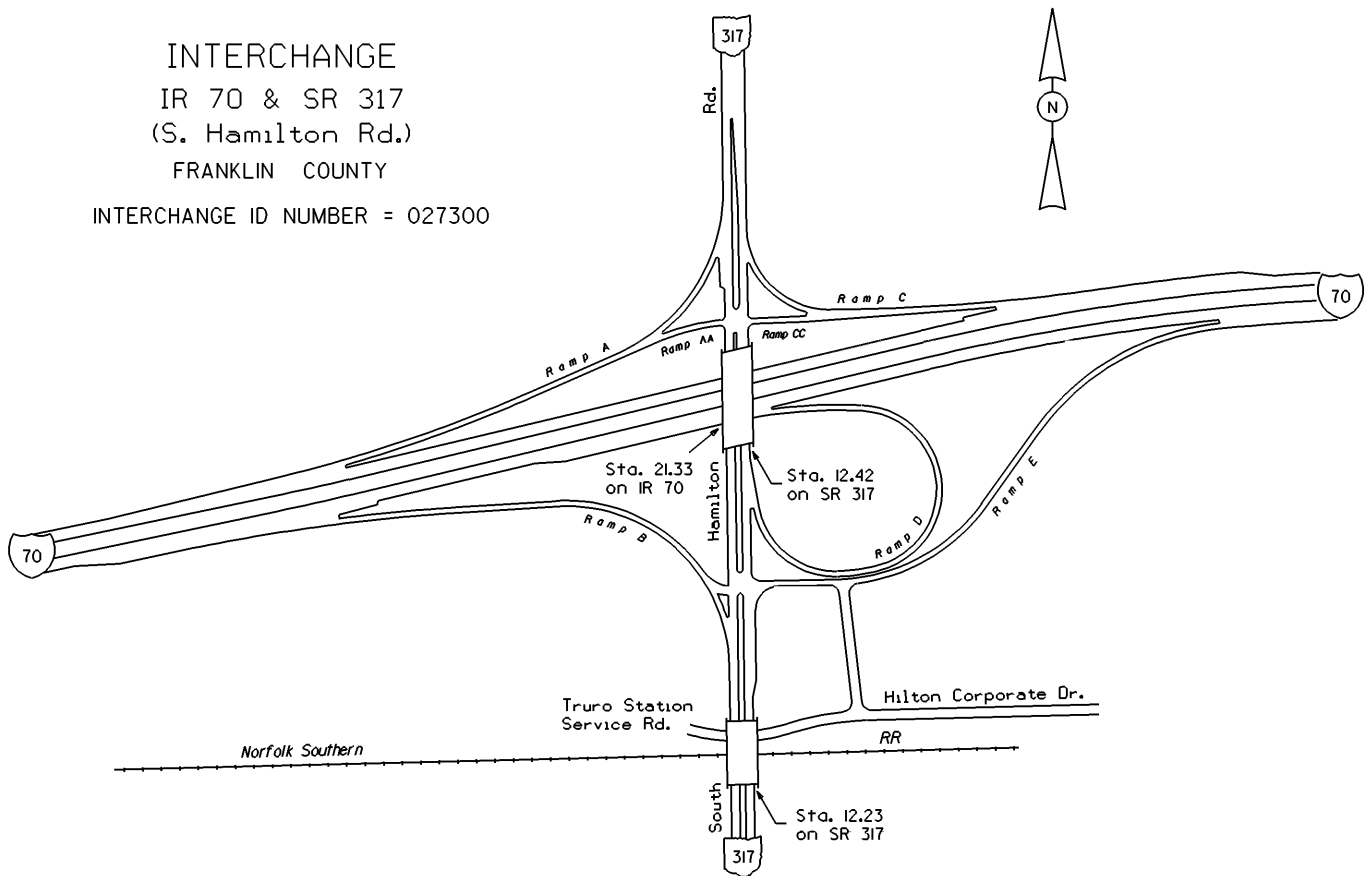 INTERCHANGE
IR 70 & SR 317
(S. Hamilton Rd.)
FRANKLIN COUNTY
INTERCHANGE ID NUMBER = 027300
317
Rd.
N
Ramp C
70
Ramp A
Ramp AA
Ramp CC
Sta. 21.33
on IR 70
Hamilton
Sta. 12.42
on SR 317
Ramp E
Ramp B
Ramp D
70
Truro Station
Service Rd.
Hilton Corporate Dr.
Norfolk Southern
RR
South
Sta. 12.23
on SR 317
317